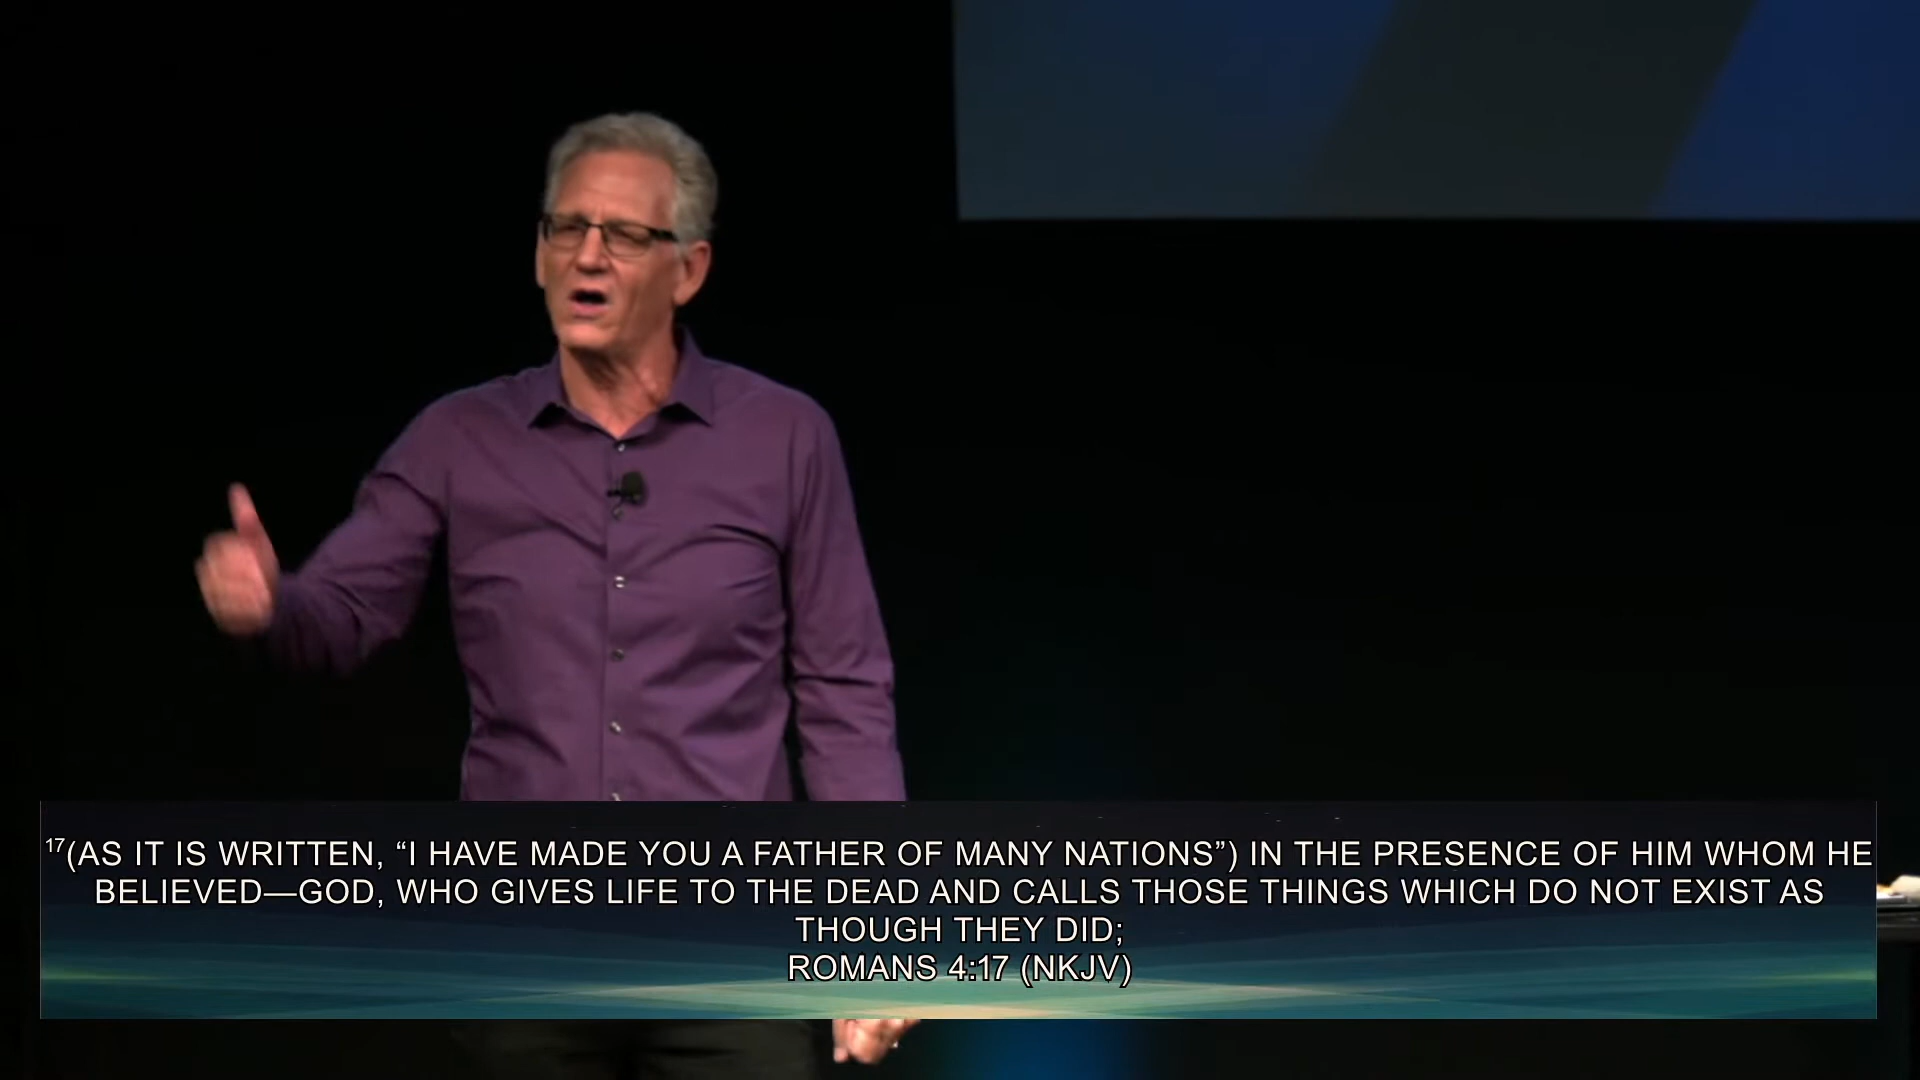 17(AS IT IS WRITTEN, “I HAVE MADE YOU A FATHER OF MANY NATIONS”) IN THE PRESENCE OF HIM WHOM HE
BELIEVED—GOD, WHO GIVES LIFE TO THE DEAD AND CALLS THOSE THINGS WHICH DO NOT EXIST AS
THOUGH THEY DID;
ROMANS 4:17 (NKJV)